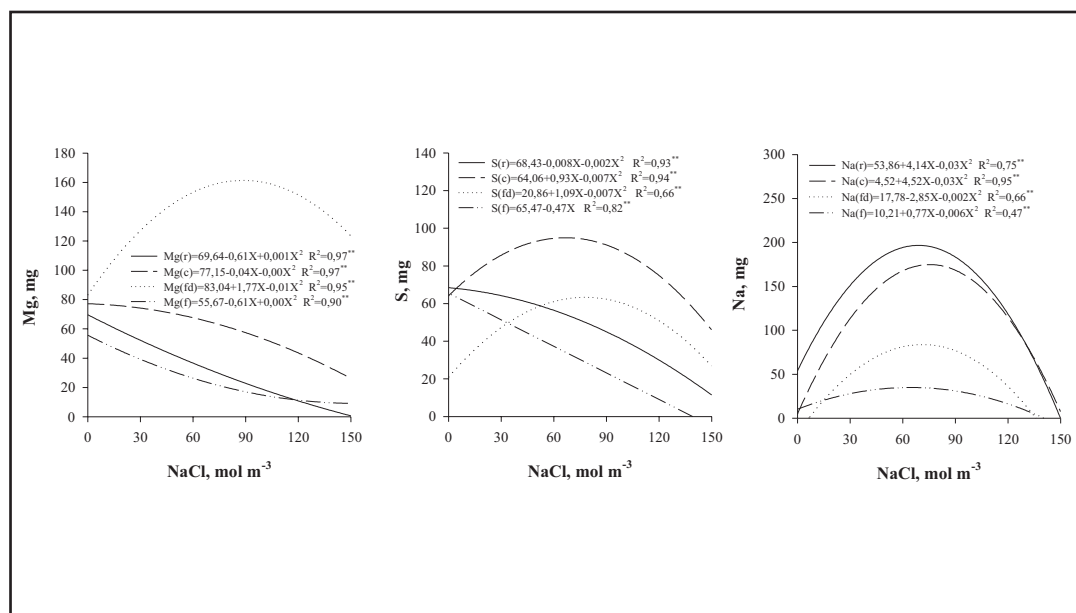 180
160
140
120
100
80
60
40
20
0
Mg, mg
Mg(r)=69,64-0,61X+0,001X² R²=0,97**
Mg(c)=77,15-0,04X-0,00X² R²=0,97**
Mg(fd)=83,04+1,77X-0,01X² R²=0,95**
Mg(f)=55,67-0,61X+0,00X² R²=0,90**
0 30 60 90 120 150
NaCl, mol m⁻³
140
120
100
80
60
40
20
0
S, mg
S(r)=68,43-0,008X-0,002X² R²=0,93**
S(c)=64,06+0,93X-0,007X² R²=0,94**
S(fd)=20,86+1,09X-0,007X² R²=0,66**
S(f)=65,47-0,47X R²=0,82**
0 30 60 90 120 150
NaCl, mol m⁻³
300
250
200
150
100
50
0
Na, mg
Na(r)=53,86+4,14X-0,03X² R²=0,75**
Na(c)=4,52+4,52X-0,03X² R²=0,95**
Na(fd)=17,78-2,85X-0,002X² R²=0,66**
Na(f)=10,21+0,77X-0,006X² R²=0,47**
0 30 60 90 120 150
NaCl, mol m⁻³